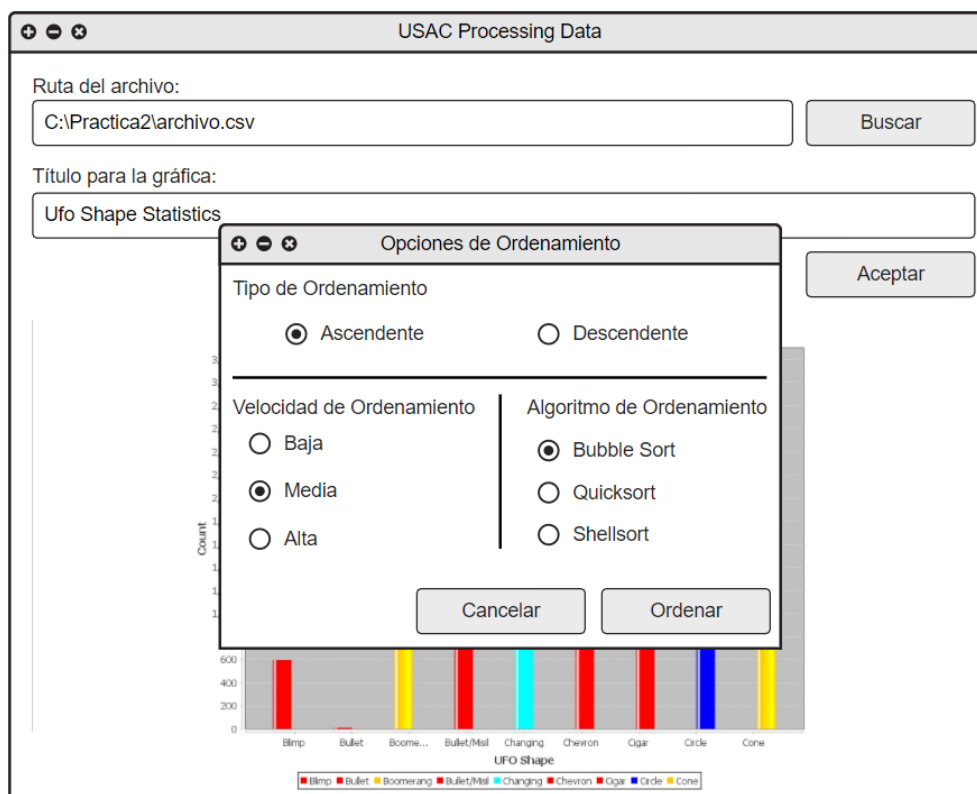 USAC Processing Data
Ruta del archivo:
C:\Practica2\archivo.csv
Buscar
Título para la gráfica:
Ufo Shape Statistics
Opciones de Ordenamiento
Aceptar
Tipo de Ordenamiento
Ascendente Descendente
Velocidad de Ordenamiento
Baja
Media
Alta
Algoritmo de Ordenamiento
Bubble Sort
Quicksort
Shellsort
Cancelar Ordenar
Count
600
400
200
0
Blimp Bullet Boome... Bullet/Misil Changing Chevron Cigar Circle Cone
UFO Shape
Blimp Bullet Boomerang Bullet/Misil Changing Chevron Cigar Circle Cone